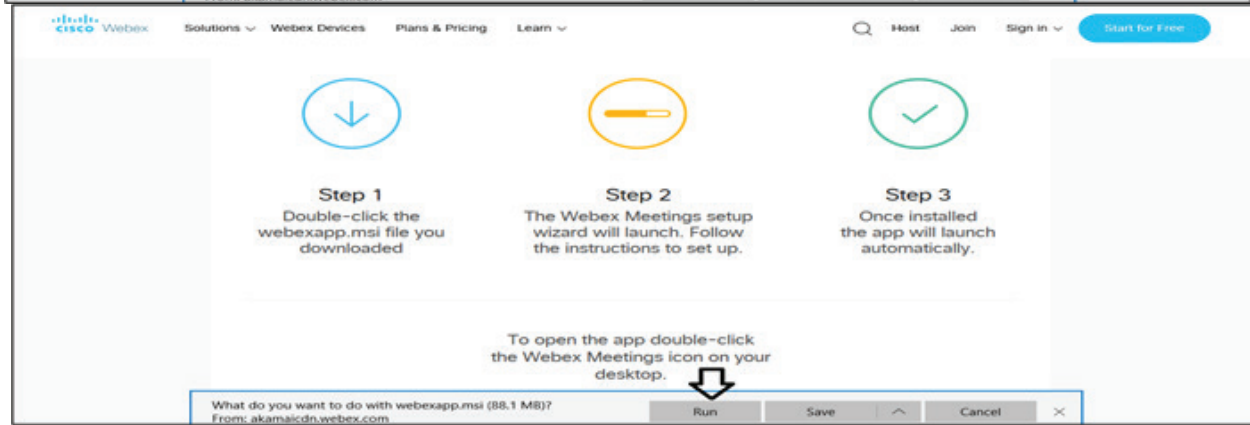 cisco Webex Solutions Webex Devices Plans & Pricing Learn Host Join Sign in Start for Free
Step 1
Double-click the
webexapp.msi file you
downloaded
Step 2
The Webex Meetings setup
wizard will launch. Follow
the instructions to set up.
Step 3
Once installed
the app will launch
automatically.
To open the app double-click
the Webex Meetings icon on your
desktop.
What do you want to do with webexapp.msi (88.1 MB)?
From: akamaicdn.webex.com
Run Save Cancel